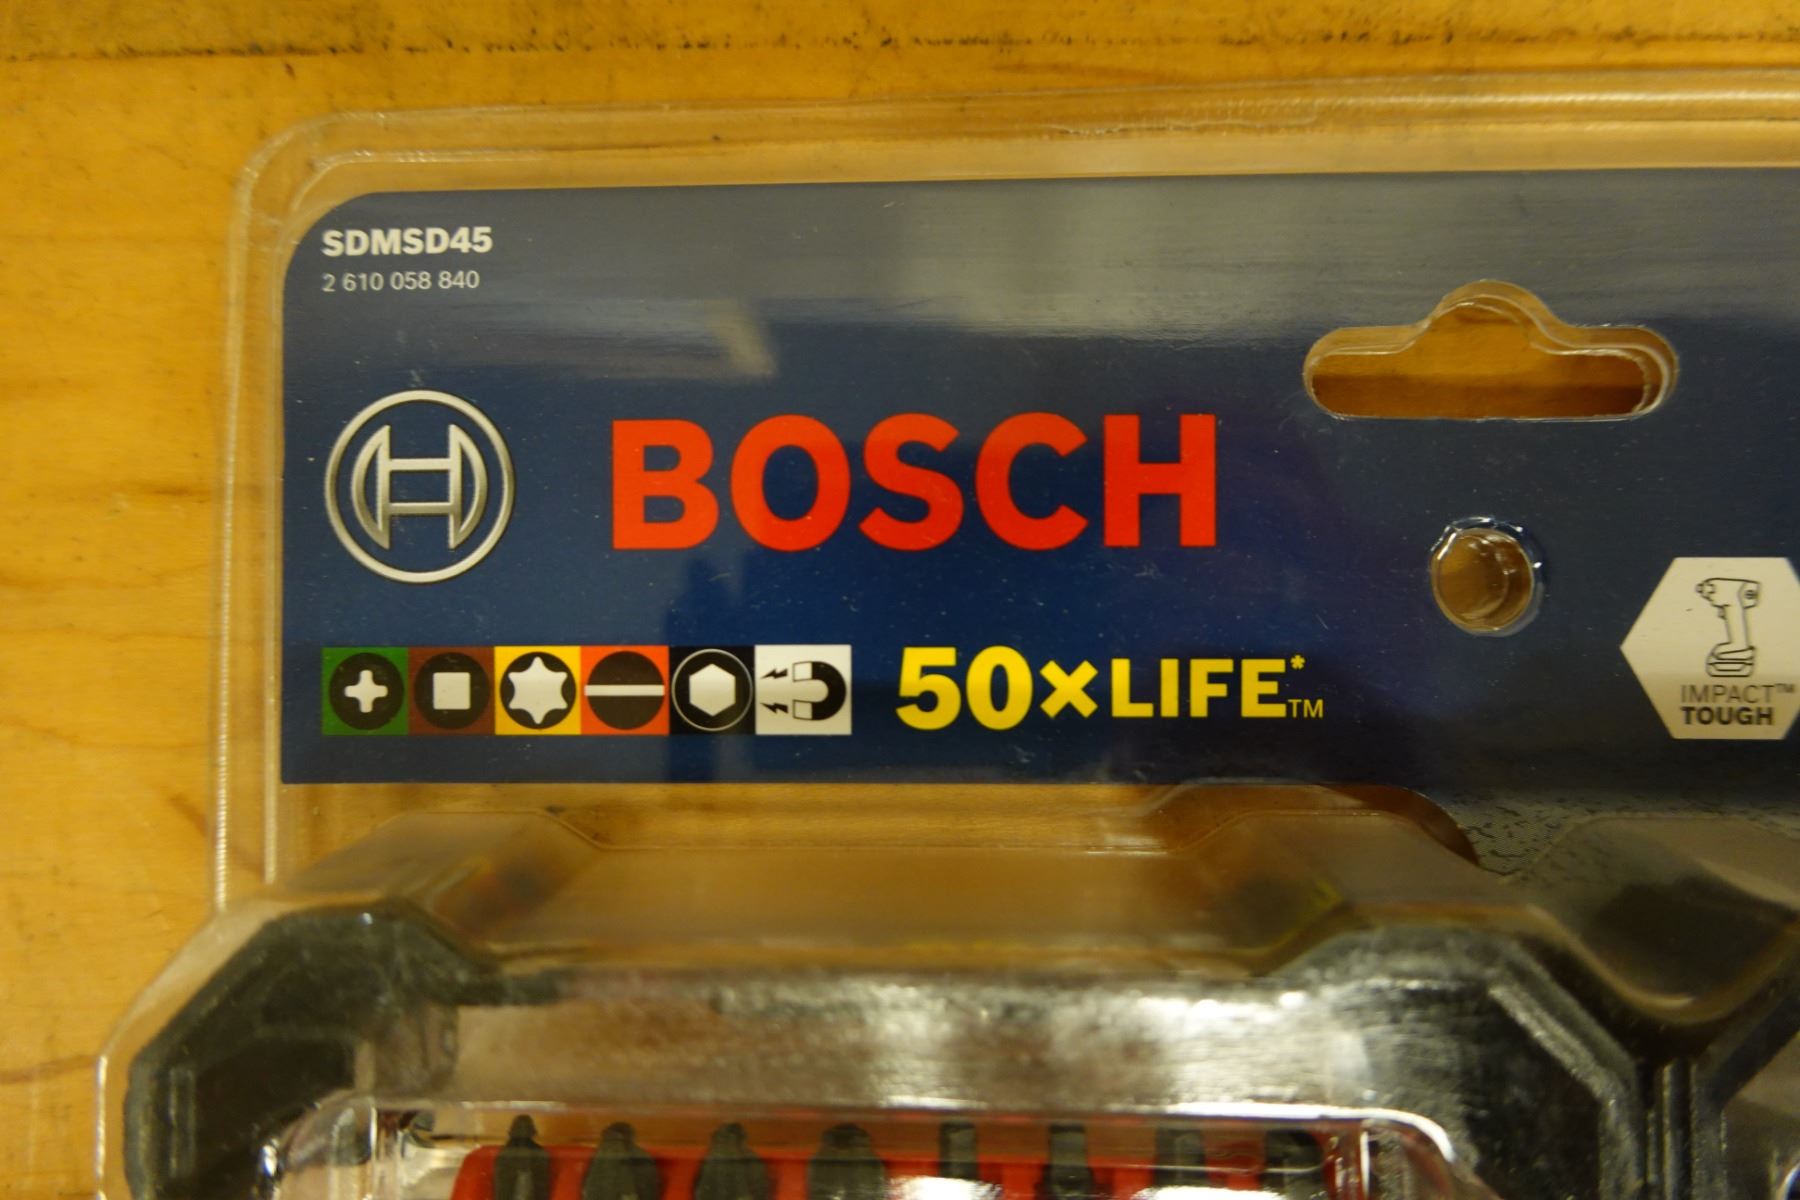 SDMSD45
2 610 058 840
BOSCH
50×LIFE*™
IMPACT™
TOUGH